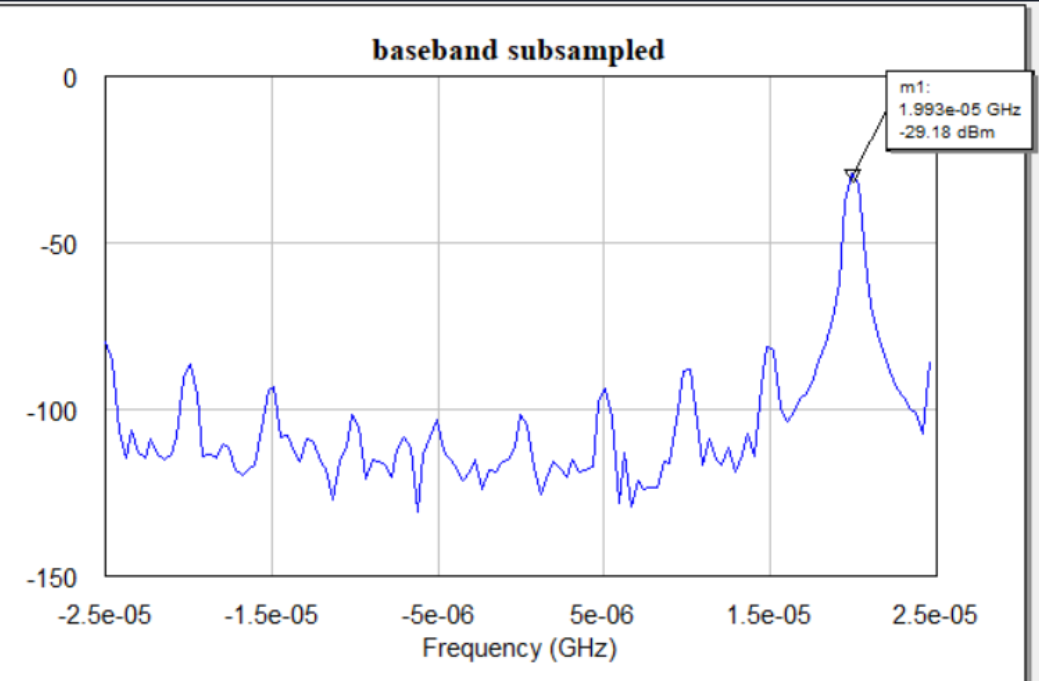 baseband subsampled
m1:
1.993e-05 GHz
-29.18 dBm
0
-50
-100
-150
-2.5e-05 -1.5e-05 -5e-06 5e-06 1.5e-05 2.5e-05
Frequency (GHz)